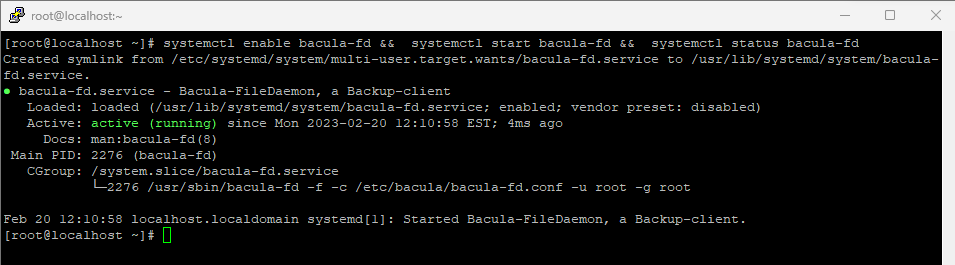 root@localhost:~
[root@localhost ~]# systemctl enable bacula-fd &&  systemctl start bacula-fd &&  systemctl status bacula-fd
Created symlink from /etc/systemd/system/multi-user.target.wants/bacula-fd.service to /usr/lib/systemd/system/bacula-
fd.service.
● bacula-fd.service - Bacula-FileDaemon, a Backup-client
   Loaded: loaded (/usr/lib/systemd/system/bacula-fd.service; enabled; vendor preset: disabled)
   Active: active (running) since Mon 2023-02-20 12:10:58 EST; 4ms ago
     Docs: man:bacula-fd(8)
 Main PID: 2276 (bacula-fd)
   CGroup: /system.slice/bacula-fd.service
           └─2276 /usr/sbin/bacula-fd -f -c /etc/bacula/bacula-fd.conf -u root -g root

Feb 20 12:10:58 localhost.localdomain systemd[1]: Started Bacula-FileDaemon, a Backup-client.
[root@localhost ~]#